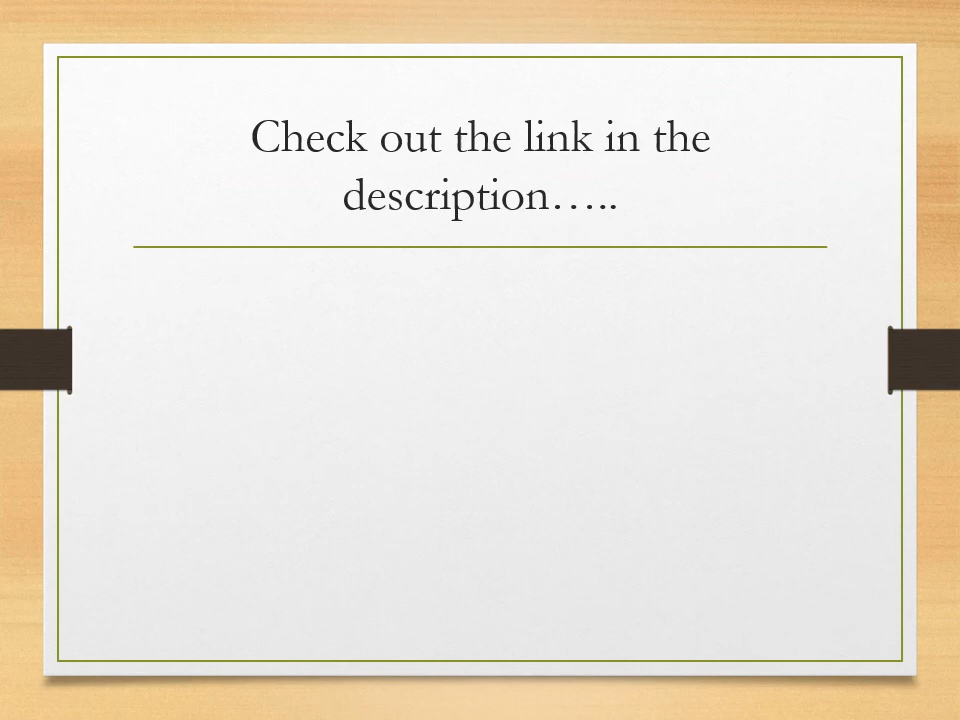 Check out the link in the
description…..